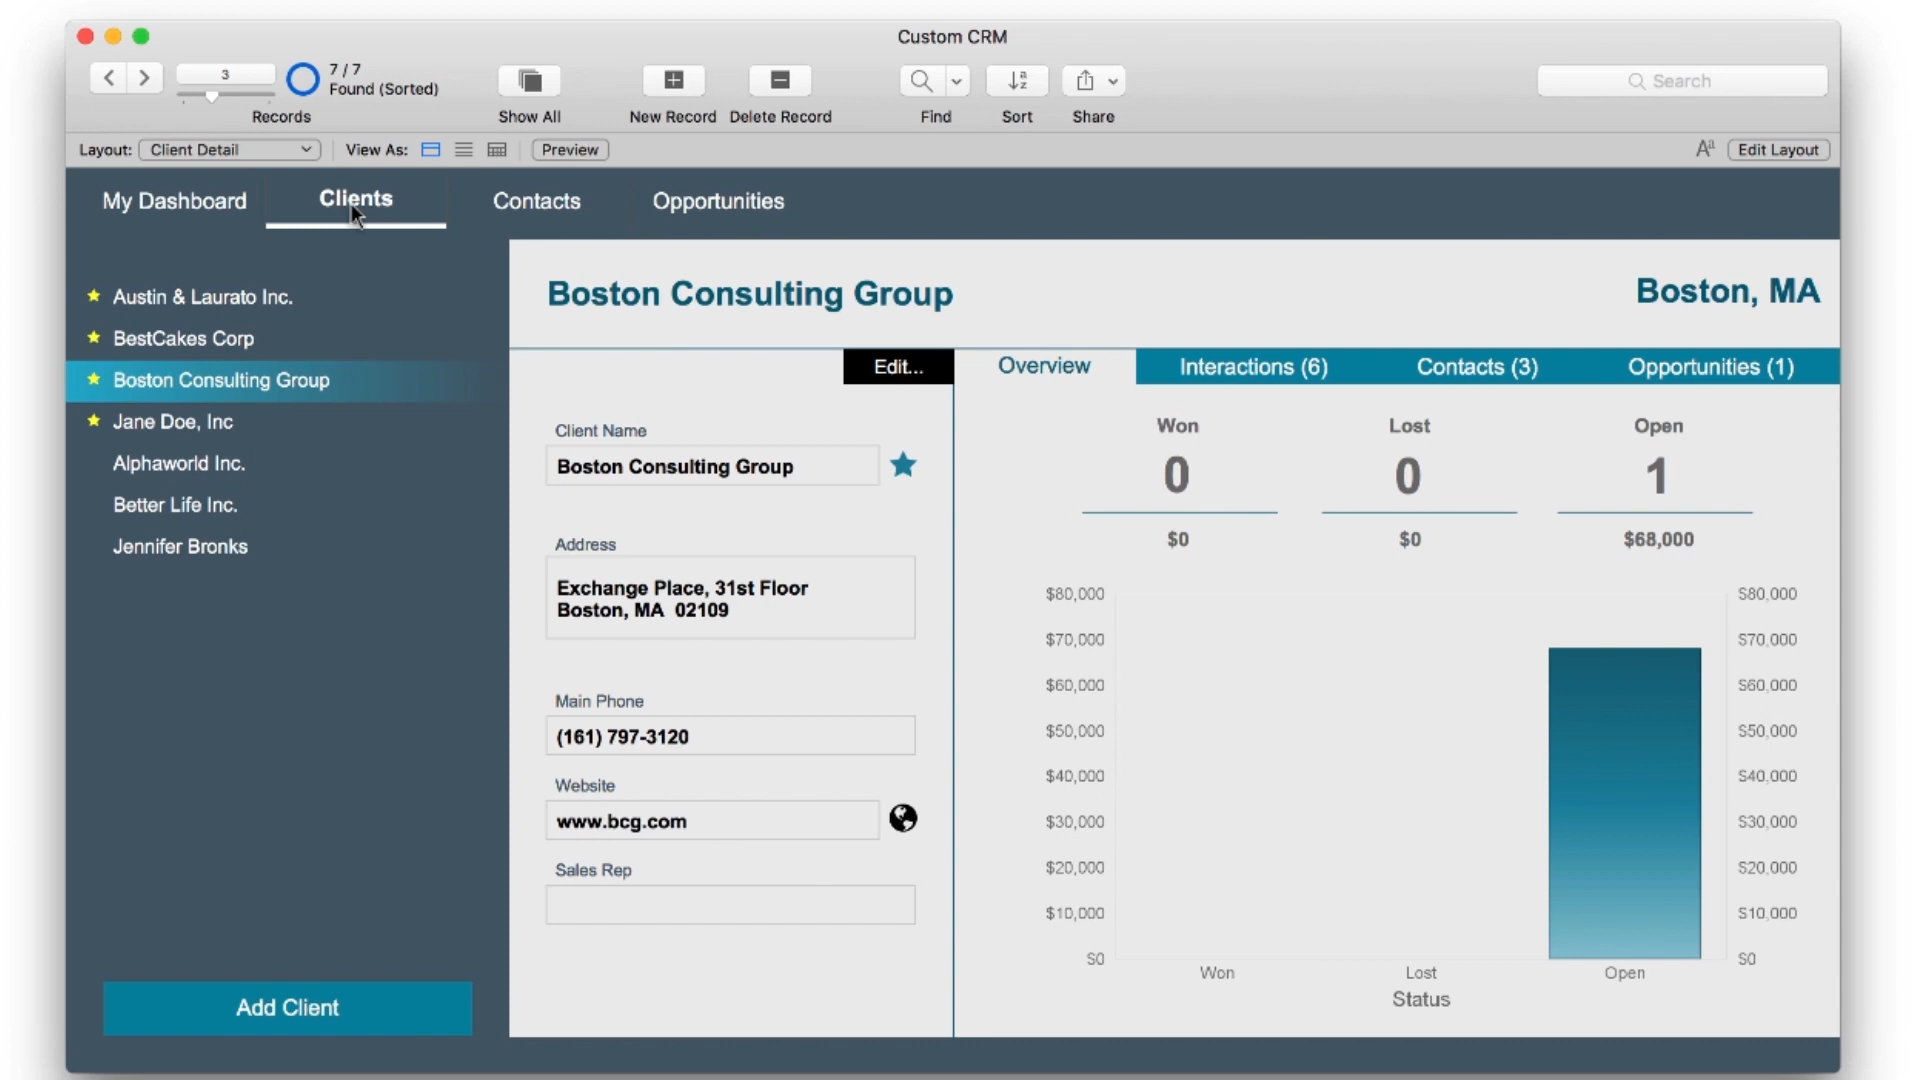 Custom CRM
3
7 / 7
Found (Sorted)
Records
Show All
New Record
Delete Record
Find
Sort
Share
Search
Layout:
Client Detail
View As:
Preview
Aa
Edit Layout
My Dashboard
Clients
Contacts
Opportunities
Austin & Laurato Inc.
BestCakes Corp
Boston Consulting Group
Jane Doe, Inc
Alphaworld Inc.
Better Life Inc.
Jennifer Bronks
Add Client
Boston Consulting Group
Boston, MA
Edit...
Client Name
Boston Consulting Group
Address
Exchange Place, 31st Floor
Boston, MA 02109
Main Phone
(161) 797-3120
Website
www.bcg.com
Sales Rep
Overview
Interactions (6)
Contacts (3)
Opportunities (1)
Won
Lost
Open
0
0
1
$0
$0
$68,000
$80,000
$70,000
$60,000
$50,000
$40,000
$30,000
$20,000
$10,000
$0
$80,000
$70,000
$60,000
$50,000
$40,000
$30,000
$20,000
$10,000
$0
Won
Lost
Open
Status